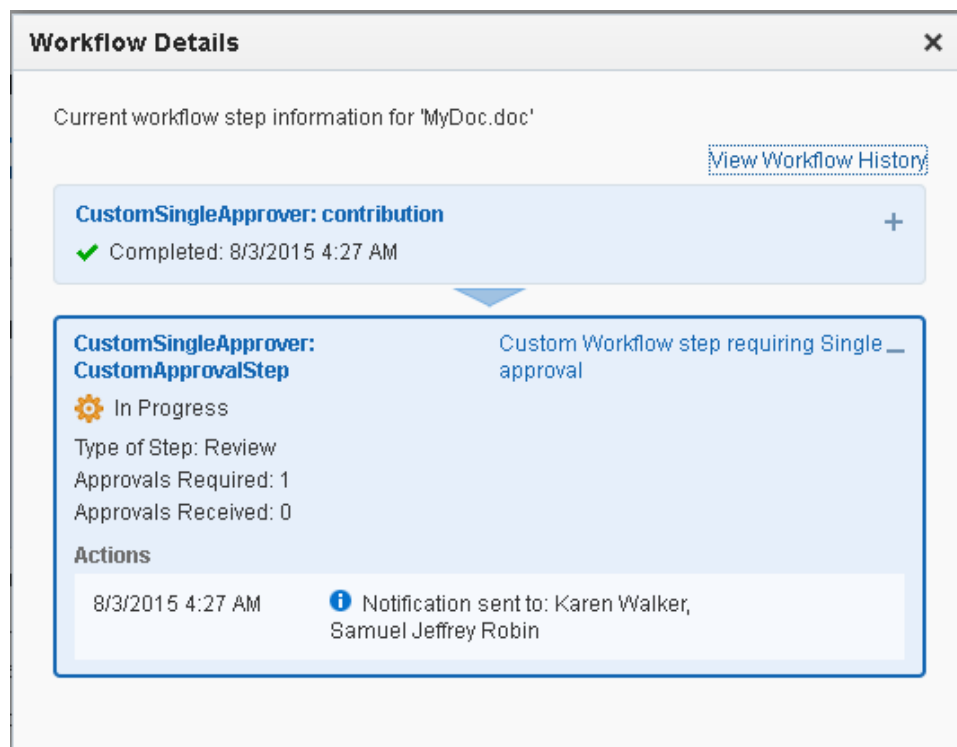 Workflow Details
Current workflow step information for 'MyDoc.doc'
View Workflow History
CustomSingleApprover: contribution
Completed: 8/3/2015 4:27 AM
CustomSingleApprover:
CustomApprovalStep
Custom Workflow step requiring Single
approval
In Progress
Type of Step: Review
Approvals Required: 1
Approvals Received: 0
Actions
8/3/2015 4:27 AM
Notification sent to: Karen Walker,
Samuel Jeffrey Robin